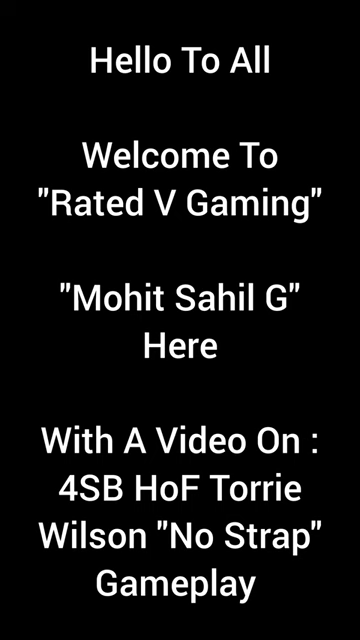 Hello To All
Welcome To
"Rated V Gaming"
"Mohit Sahil G"
Here
With A Video On :
4SB HoF Torrie
Wilson "No Strap"
Gameplay